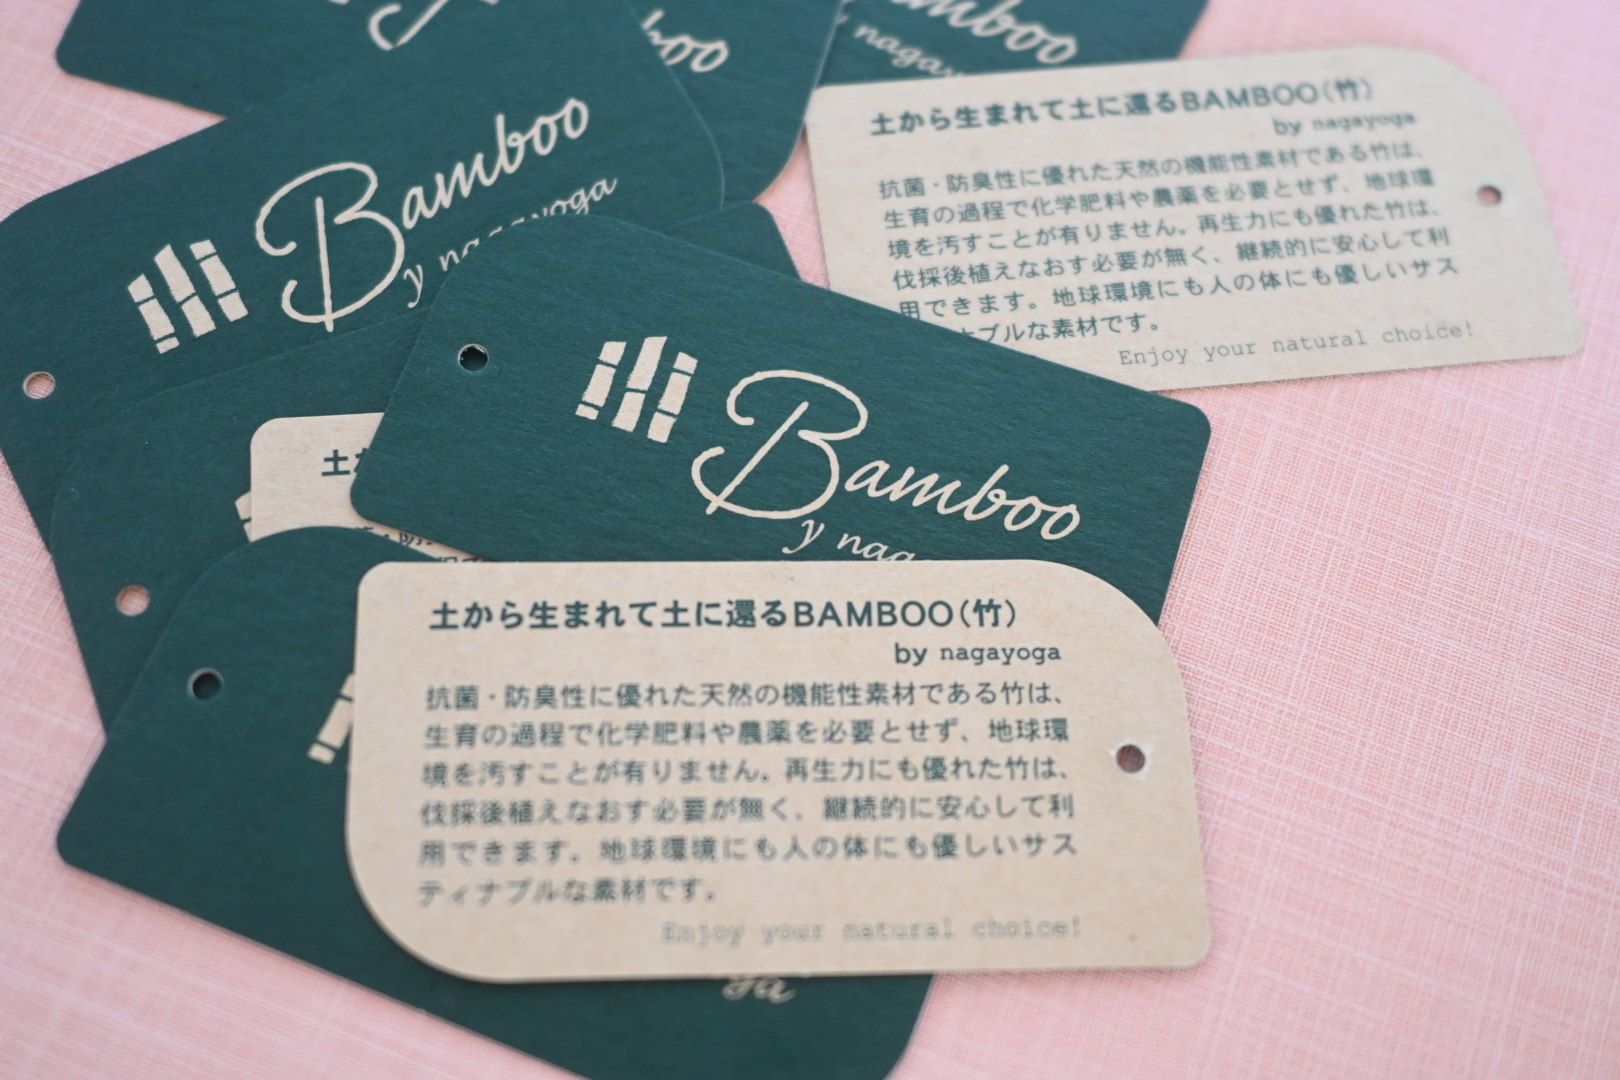 Bamboo
boo
amboo
nagay
Bamboo
y nagayoga
土から生まれて土に還るBAMBOO(竹)
by nagayoga
抗菌・防臭性に優れた天然の機能性素材である竹は、
生育の過程で化学肥料や農薬を必要とせず、地球環
境を汚すことが有りません。再生力にも優れた竹は、
伐採後植えなおす必要が無く、継続的に安心して利
用できます。地球環境にも人の体にも優しいサス
ナブルな素材です。
Enjoy your natural choice!
Bamboo
y nag
土か
土から生まれて土に還るBAMBOO(竹)
by nagayoga
抗菌・防臭性に優れた天然の機能性素材である竹は、
生育の過程で化学肥料や農薬を必要とせず、地球環
境を汚すことが有りません。再生力にも優れた竹は、
伐採後植えなおす必要が無く、継続的に安心して利
用できます。地球環境にも人の体にも優しいサス
ティナブルな素材です。
Enjoy your natural choice!
ga